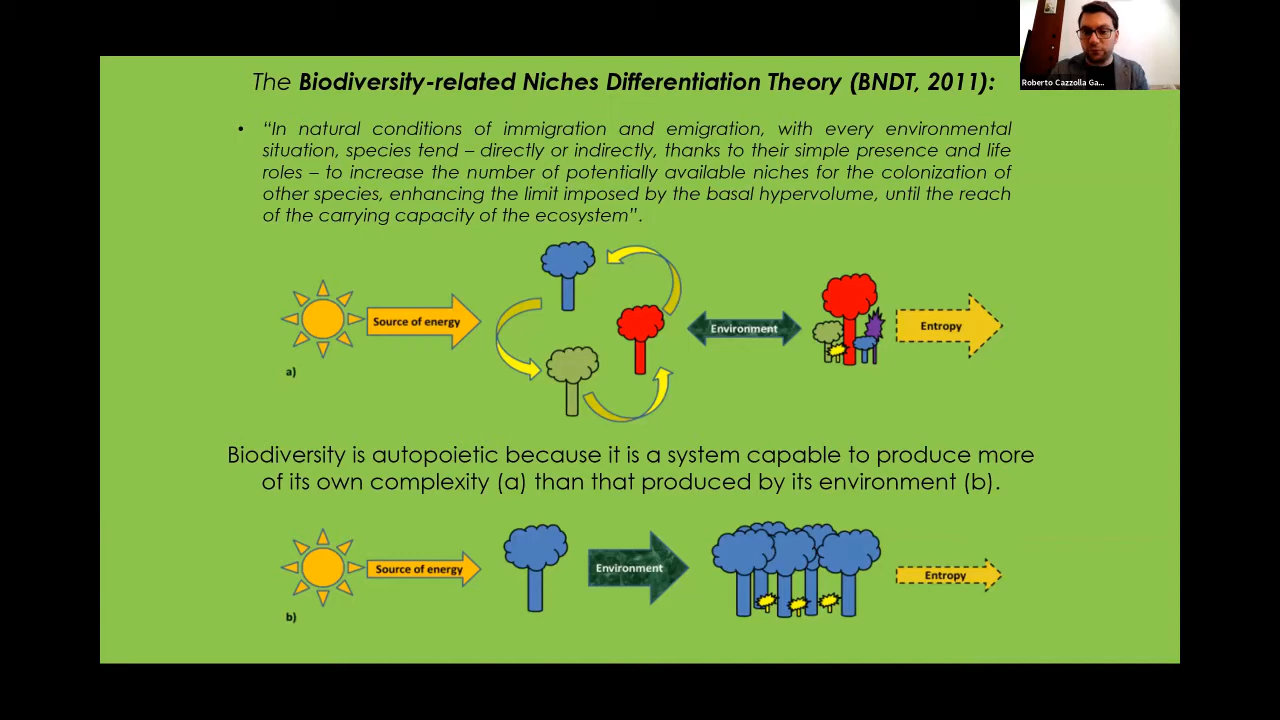 The Biodiversity-related Niches Differentiation Theory (BNDT, 2011):
Roberto Cazzolla Ga...
• “In natural conditions of immigration and emigration, with every environmental
situation, species tend – directly or indirectly, thanks to their simple presence and life
roles – to increase the number of potentially available niches for the colonization of
other species, enhancing the limit imposed by the basal hypervolume, until the reach
of the carrying capacity of the ecosystem”.
Source of energy
Environment
Entropy
a)
Biodiversity is autopoietic because it is a system capable to produce more
of its own complexity (a) than that produced by its environment (b).
Source of energy
Environment
Entropy
b)